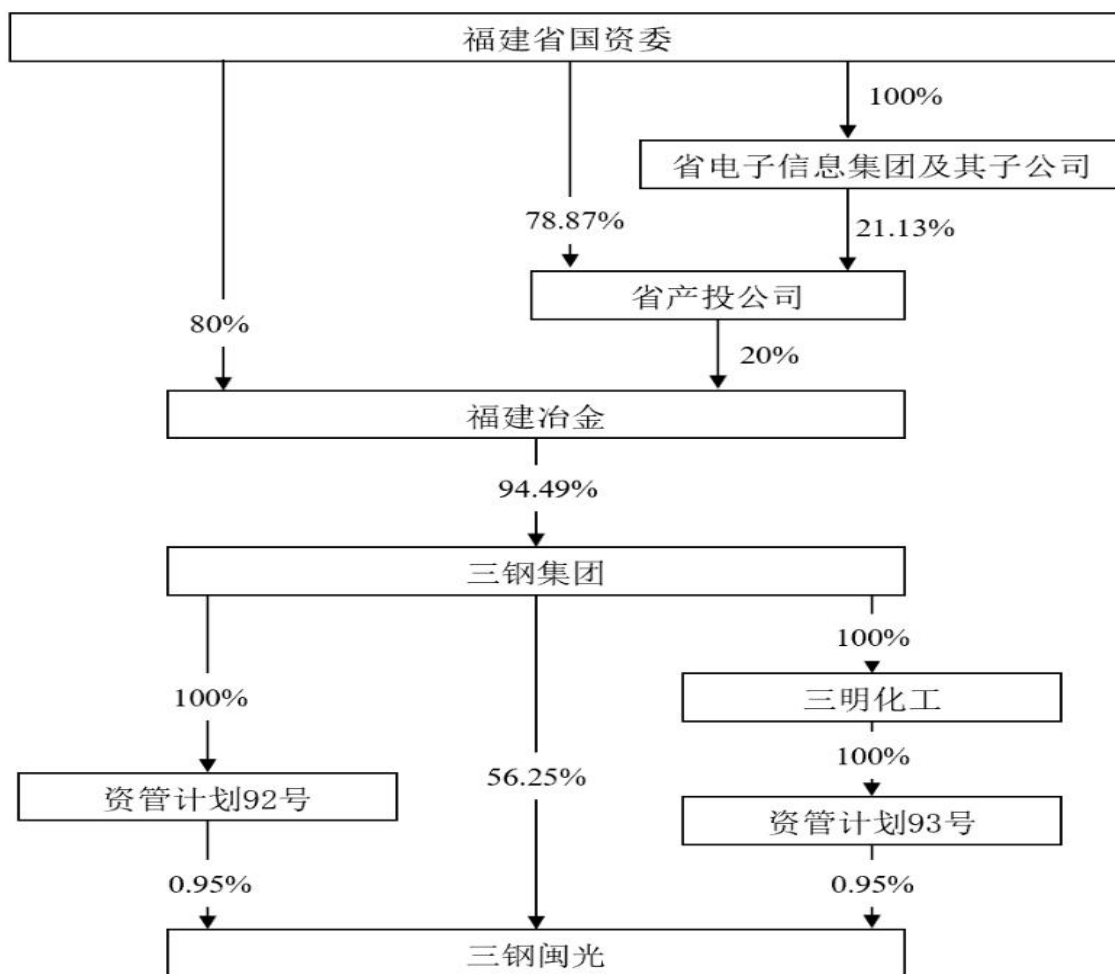 福建省国资委
100%
省电子信息集团及其子公司
78.87%
21.13%
省产投公司
80%
20%
福建冶金
94.49%
三钢集团
100%
三明化工
100%
56.25%
100%
资管计划92号
资管计划93号
0.95%
0.95%
三钢闽光